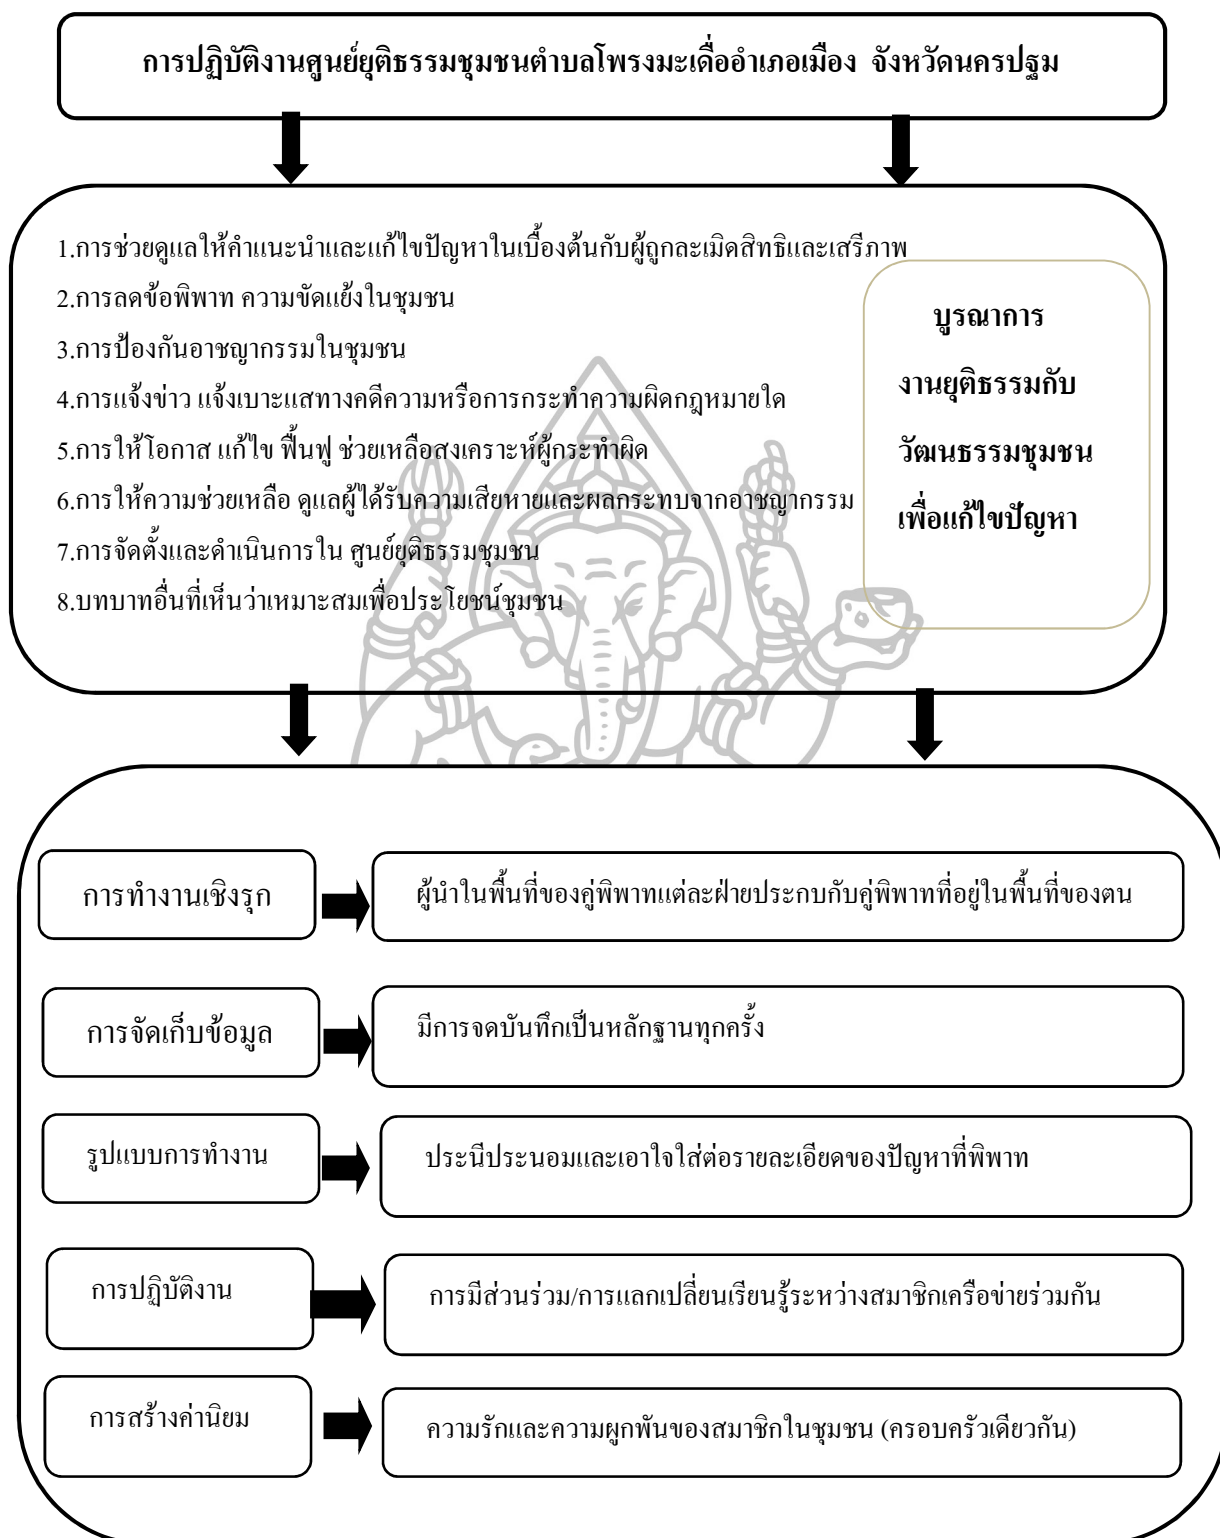 การปฏิบัติงานศูนย์ยุติธรรมชุมชนตำบลโพรงมะเดื่ออำเภอเมือง จังหวัดนครปฐม
1.การช่วยดูแลให้คำแนะนำและแก้ไขปัญหาในเบื้องต้นกับผู้ถูกละเมิดสิทธิและเสรีภาพ
2.การลดข้อพิพาท ความขัดแย้งในชุมชน
3.การป้องกันอาชญากรรมในชุมชน
4.การแจ้งข่าว แจ้งเบาะแสทางคดีความหรือการกระทำความผิดกฎหมายใด
5.การให้โอกาส แก้ไข ฟื้นฟู ช่วยเหลือสงเคราะห์ผู้กระทำผิด
6.การให้ความช่วยเหลือ ดูแลผู้ได้รับความเสียหายและผลกระทบจากอาชญากรรม
7.การจัดตั้งและดำเนินการใน ศูนย์ยุติธรรมชุมชน
8.บทบาทอื่นที่เห็นว่าเหมาะสมเพื่อประโยชน์ชุมชน
บูรณาการ
งานยุติธรรมกับ
วัฒนธรรมชุมชน
เพื่อแก้ไขปัญหา
การทำงานเชิงรุก
ผู้นำในพื้นที่ของคู่พิพาทแต่ละฝ่ายประกบกับคู่พิพาทที่อยู่ในพื้นที่ของตน
การจัดเก็บข้อมูล
มีการจดบันทึกเป็นหลักฐานทุกครั้ง
รูปแบบการทำงาน
ประนีประนอมและเอาใจใส่ต่อรายละเอียดของปัญหาที่พิพาท
การปฏิบัติงาน
การมีส่วนร่วม/การแลกเปลี่ยนเรียนรู้ระหว่างสมาชิกเครือข่ายร่วมกัน
การสร้างค่านิยม
ความรักและความผูกพันของสมาชิกในชุมชน (ครอบครัวเดียวกัน)